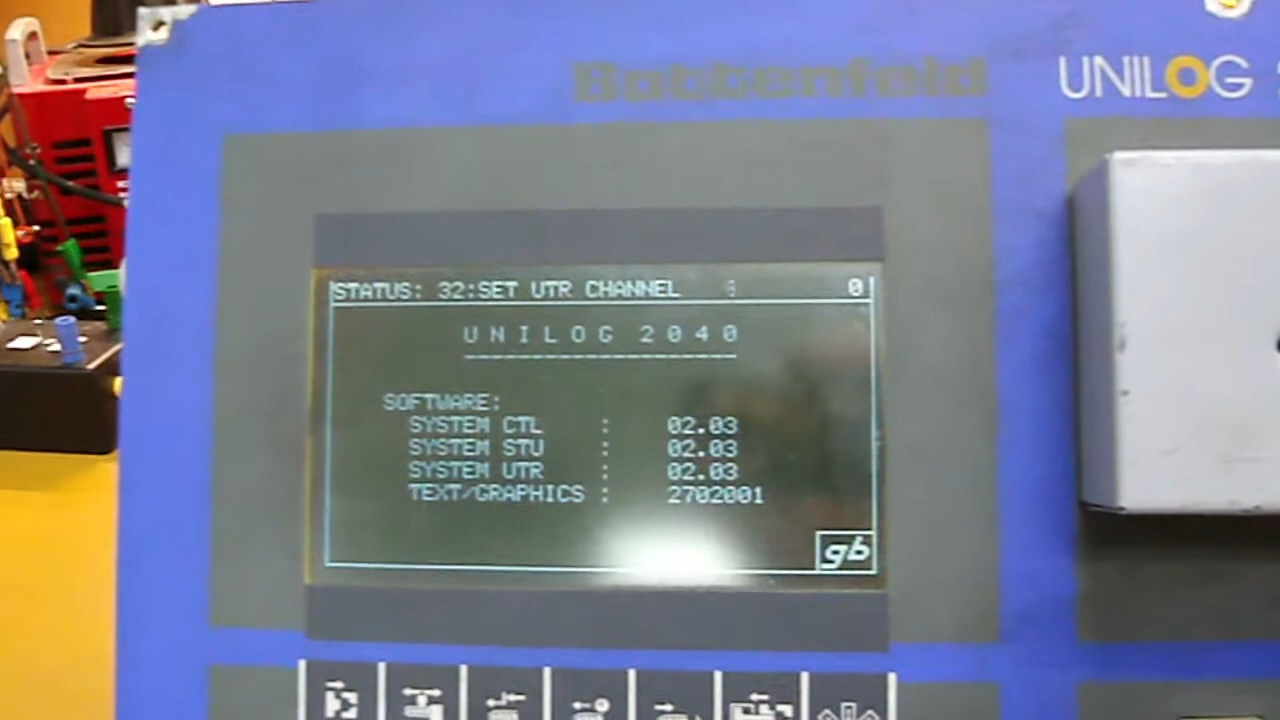 Battenfeld
UNILOG
STATUS: 32:SET UTR CHANNEL 6 0
UNILOG 2040
SOFTWARE:
SYSTEM CTL : 02.03
SYSTEM STU : 02.03
SYSTEM UTR : 02.03
TEXT/GRAPHICS : 2702001
gb